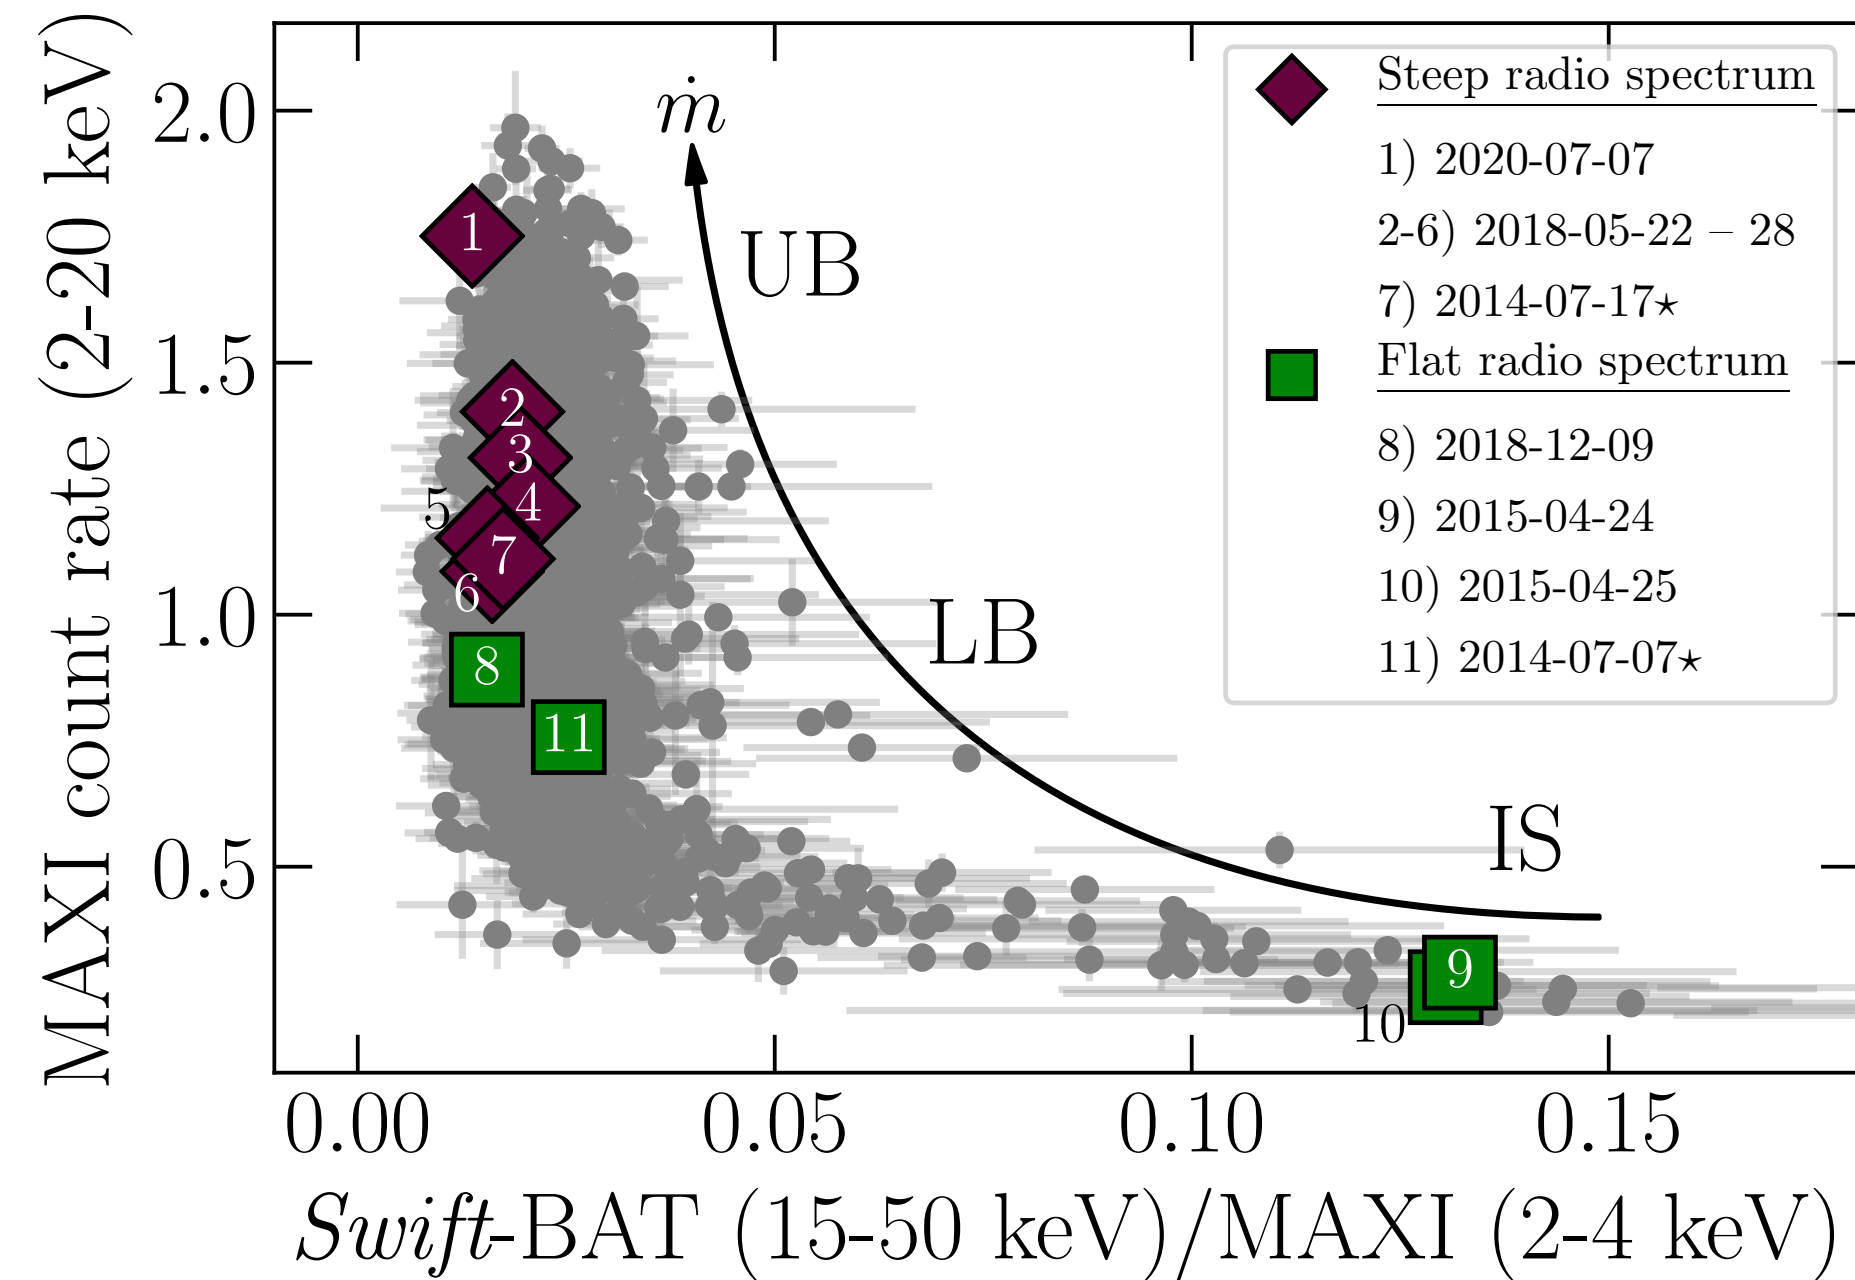 MAXI count rate (2-20 keV)
2.0
1.5
1.0
0.5
ṁ
UB
LB
IS
1
2
3
4
5
7
6
8
11
9
10
Steep radio spectrum
1) 2020-07-07
2-6) 2018-05-22 – 28
7) 2014-07-17⋆
Flat radio spectrum
8) 2018-12-09
9) 2015-04-24
10) 2015-04-25
11) 2014-07-07⋆
0.00 0.05 0.10 0.15
Swift-BAT (15-50 keV)/MAXI (2-4 keV)